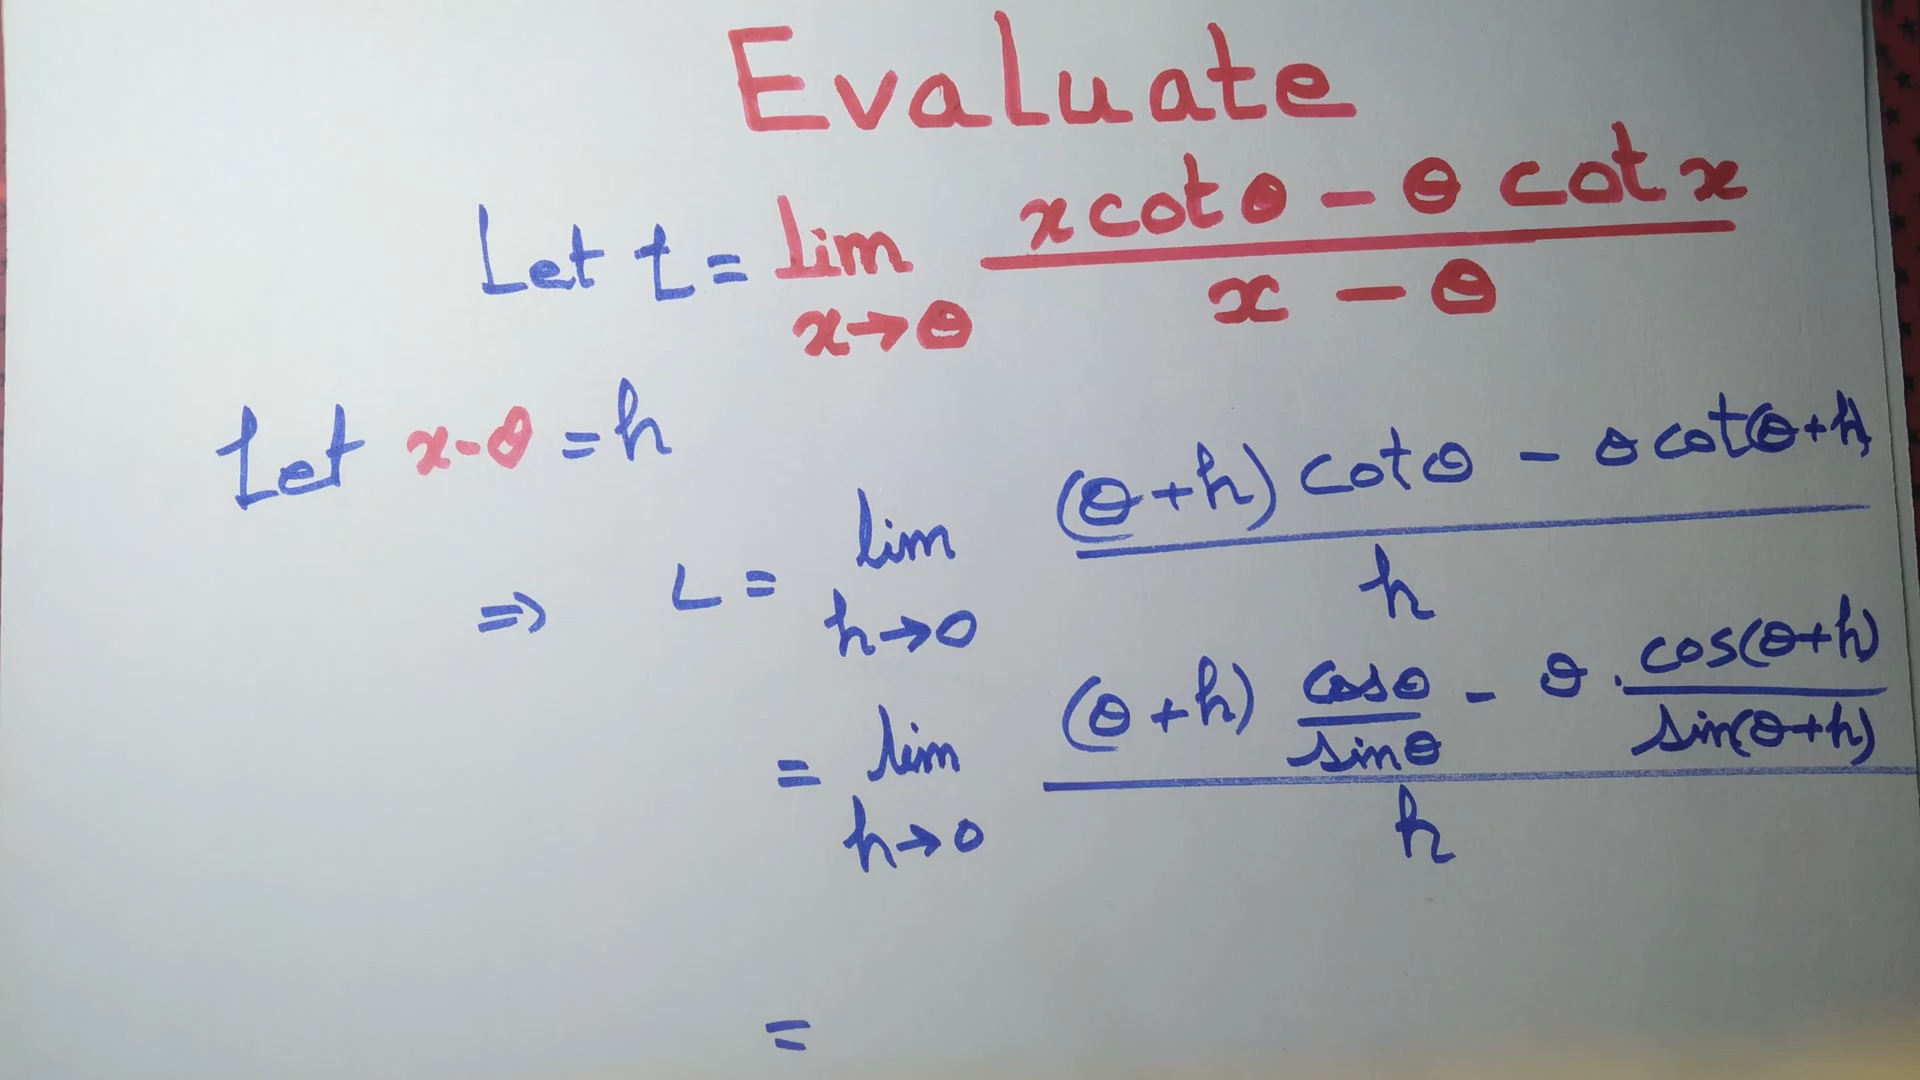 Evaluate
Let L = lim x→θ (x cot θ − θ cot x) / (x − θ)
Let x-θ = h
⇒ L = lim h→0 ((θ+h) cot θ − θ cot(θ+h)) / h
= lim h→0 ((θ+h) cosθ/sinθ − θ · cos(θ+h)/sin(θ+h)) / h
=